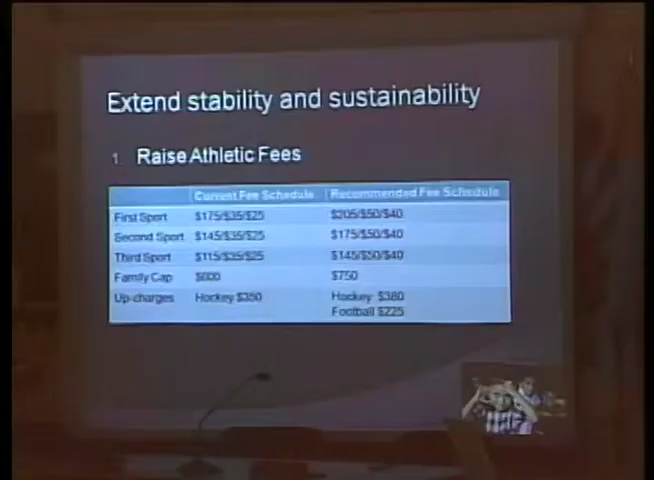 Extend stability and sustainability
1. Raise Athletic Fees
Current Fee Schedule Recommended Fee Schedule
First Sport $175/$35/$25 $205/$50/$40
Second Sport $145/$35/$25 $175/$50/$40
Third Sport $115/$35/$25 $145/$50/$40
Family Cap $600 $750
Up-charges Hockey $350 Hockey $380
Football $225